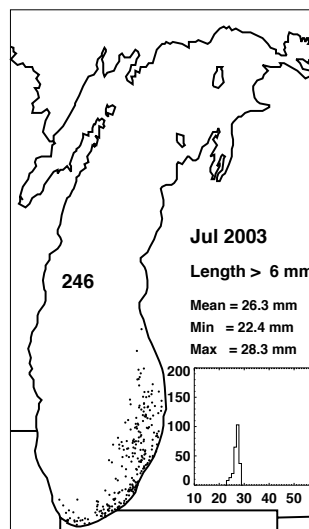 Jul 2003
Length > 6 mm
246
Mean = 26.3 mm
Min = 22.4 mm
Max = 28.3 mm
200
150
100
50
0
10 20 30 40 50